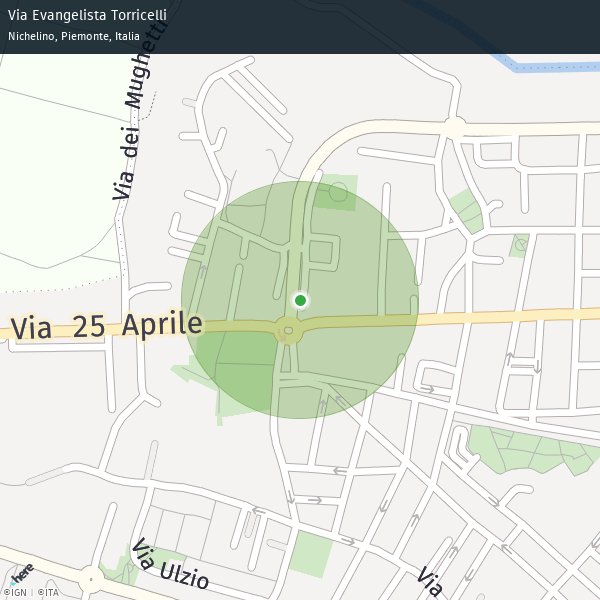 Via Evangelista Torricelli
Nichelino, Piemonte, Italia
Via dei Mughetti
Via 25 Aprile
Via Ulzio
Via
here
©IGN | ©ITA